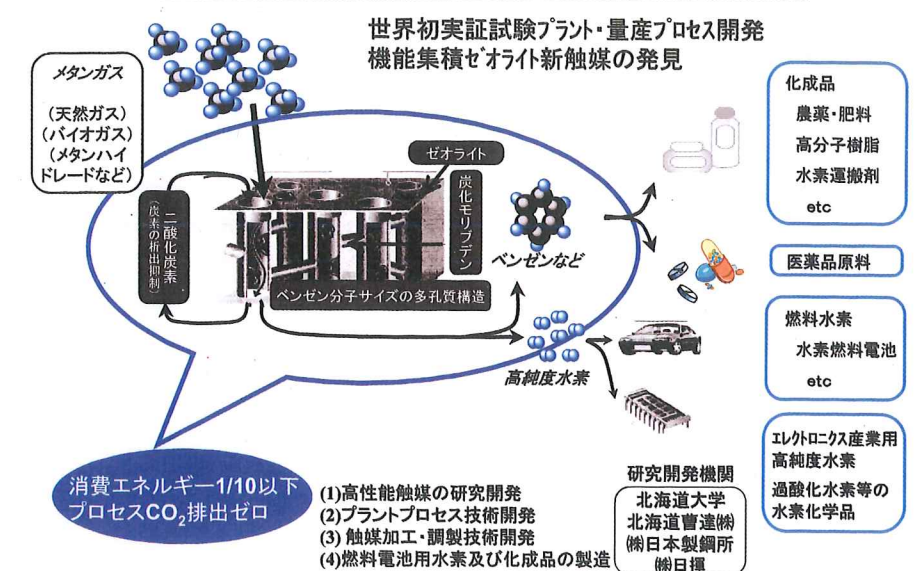 世界初実証試験プラント・量産プロセス開発
機能集積ゼオライト新触媒の発見
メタンガス
(天然ガス)
(バイオガス)
(メタンハイ
ドレードなど)
ゼオライト
炭化モリブデン
二酸化炭素
(炭素の析出抑制)
ベンゼン分子サイズの多孔質構造
ベンゼンなど
高純度水素
化成品
農薬・肥料
高分子樹脂
水素運搬剤
etc
医薬品原料
燃料水素
水素燃料電池
etc
エレクトロニクス産業用
高純度水素
過酸化水素等の
水素化学品
消費エネルギー1/10以下
プロセスCO₂排出ゼロ
(1)高性能触媒の研究開発
(2)プラントプロセス技術開発
(3) 触媒加工・調製技術開発
(4)燃料電池用水素及び化成品の製造
研究開発機関
北海道大学
北海道曹達㈱
㈱日本製鋼所
㈱日揮